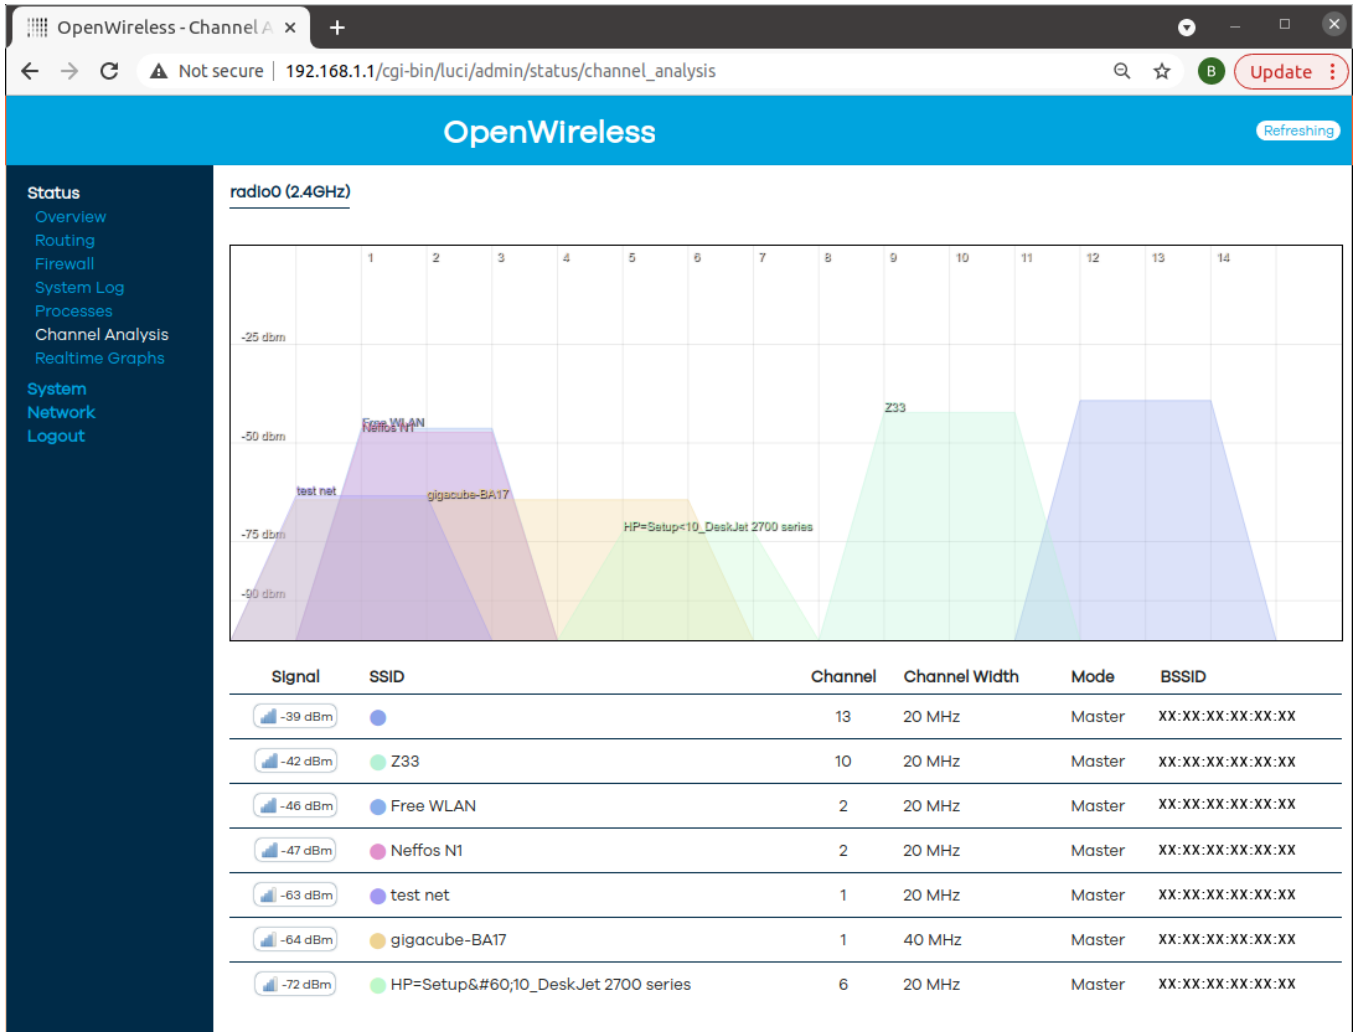 OpenWireless - Channel A
Not secure 192.168.1.1/cgi-bin/luci/admin/status/channel_analysis B Update
OpenWireless
Refreshing
Status
Overview
Routing
Firewall
System Log
Processes
Channel Analysis
Realtime Graphs
System
Network
Logout
radio0 (2.4GHz)
1 2 3 4 5 6 7 8 9 10 11 12 13 14
-25 dbm
Z33
Free WLAN
Neffos N1
-50 dbm
test net
gigacube-BA17
HP=Setup<10_DeskJet 2700 series
-75 dbm
-90 dbm
Signal SSID Channel Channel Width Mode BSSID
-39 dBm 13 20 MHz Master XX:XX:XX:XX:XX:XX
-42 dBm Z33 10 20 MHz Master XX:XX:XX:XX:XX:XX
-46 dBm Free WLAN 2 20 MHz Master XX:XX:XX:XX:XX:XX
-47 dBm Neffos N1 2 20 MHz Master XX:XX:XX:XX:XX:XX
-63 dBm test net 1 20 MHz Master XX:XX:XX:XX:XX:XX
-64 dBm gigacube-BA17 1 40 MHz Master XX:XX:XX:XX:XX:XX
-72 dBm HP=Setup&#60;10_DeskJet 2700 series 6 20 MHz Master XX:XX:XX:XX:XX:XX